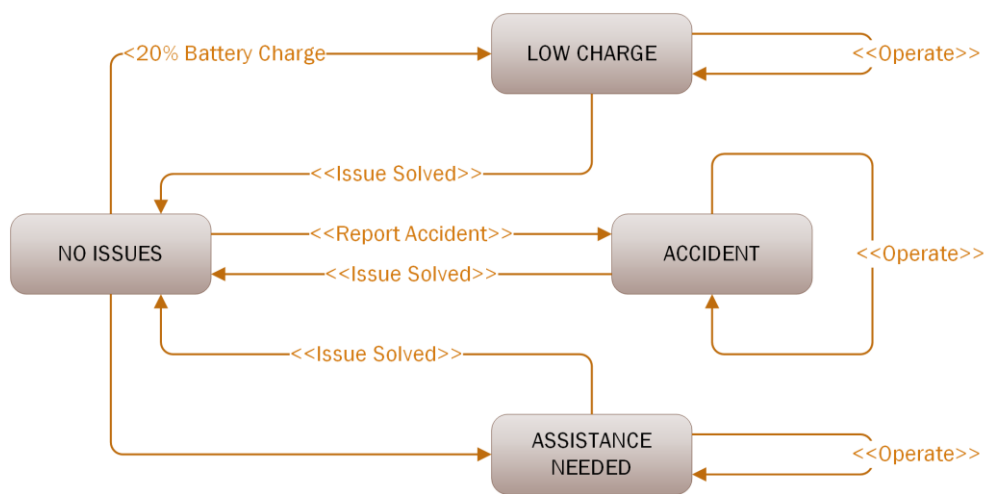 <20% Battery Charge
LOW CHARGE
<<Operate>>
<<Issue Solved>>
NO ISSUES
<<Report Accident>>
ACCIDENT
<<Operate>>
<<Issue Solved>>
<<Issue Solved>>
ASSISTANCE
NEEDED
<<Operate>>